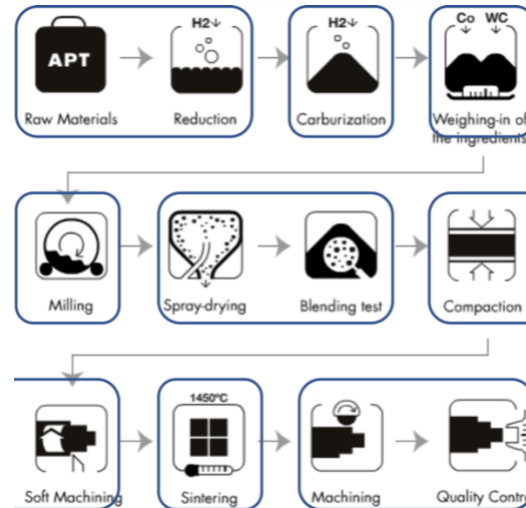 H2↓ H2↓ Co WC
APT
Raw Materials Reduction Carburization Weighing-in of
the ingredients
Milling Spray-drying Blending test Compaction
1450°C
Soft Machining Sintering Machining Quality Contr